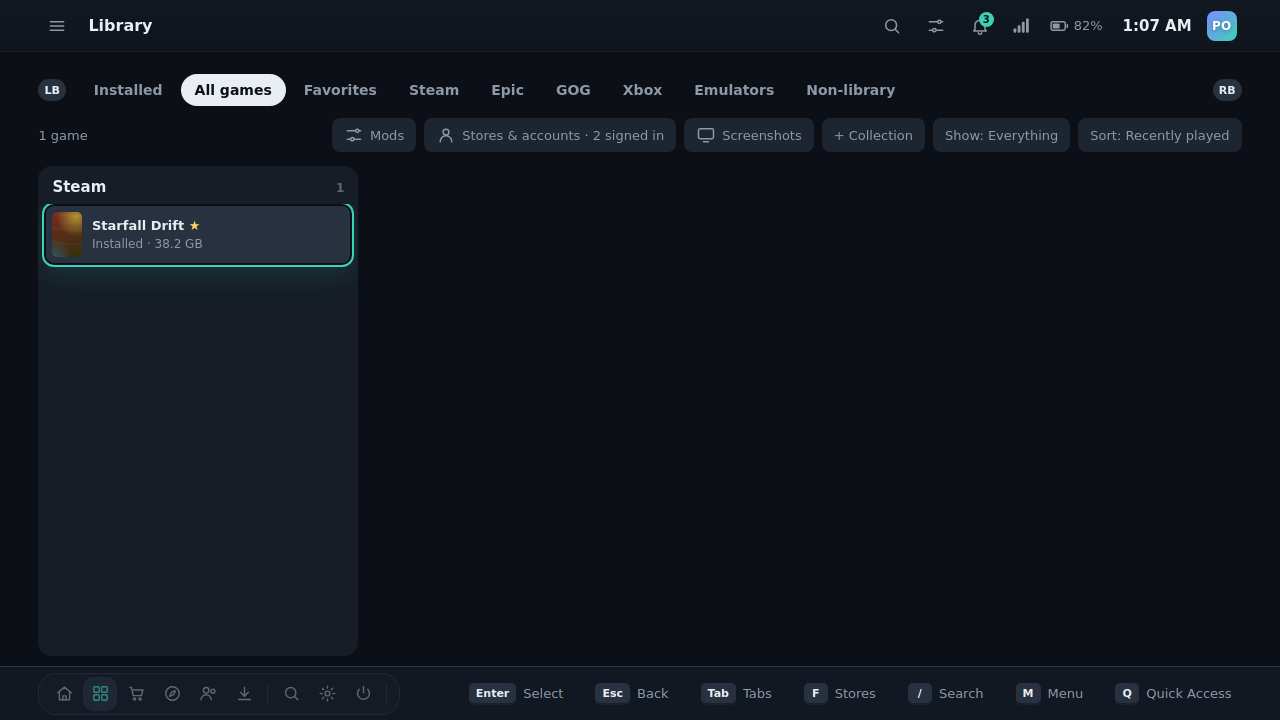 Library
3
82%
1:07 AM
PO
LB
Installed
All games
Favorites
Steam
Epic
GOG
Xbox
Emulators
Non-library
RB
1 game
Mods
Stores & accounts · 2 signed in
Screenshots
+ Collection
Show: Everything
Sort: Recently played
Steam
1
Starfall Drift ★
Installed · 38.2 GB
Enter Select
Esc Back
Tab Tabs
F Stores
/ Search
M Menu
Q Quick Access